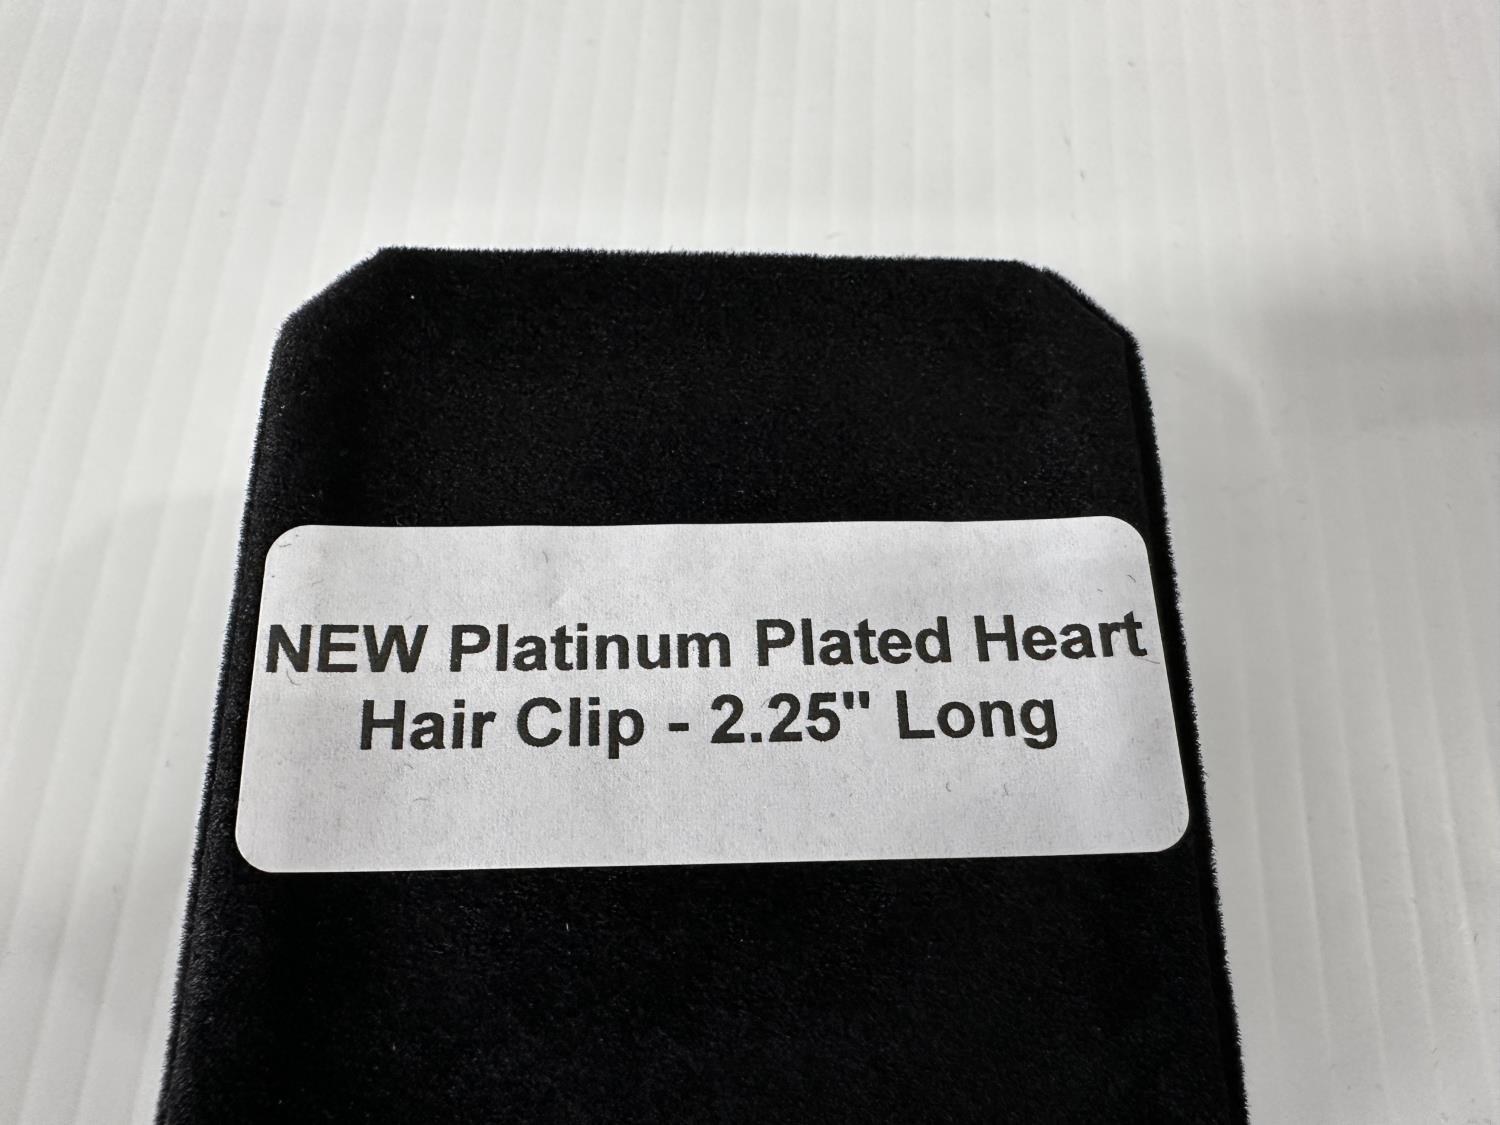 NEW Platinum Plated Heart
Hair Clip - 2.25" Long